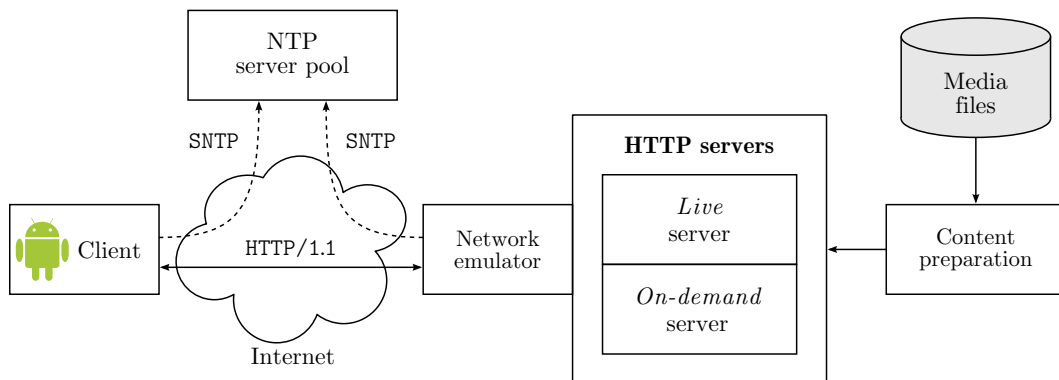 NTP
server pool
Media
files
SNTP
SNTP
HTTP servers
Live
server
Client
HTTP/1.1
Network
emulator
Content
preparation
On-demand
server
Internet